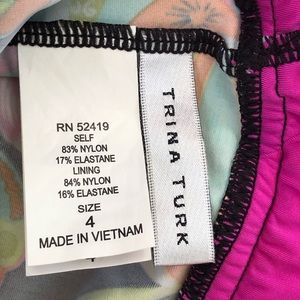 RN 52419
SELF
83% NYLON
17% ELASTANE
LINING
84% NYLON
16% ELASTANE
SIZE
4
MADE IN VIETNAM
TRINA TURK